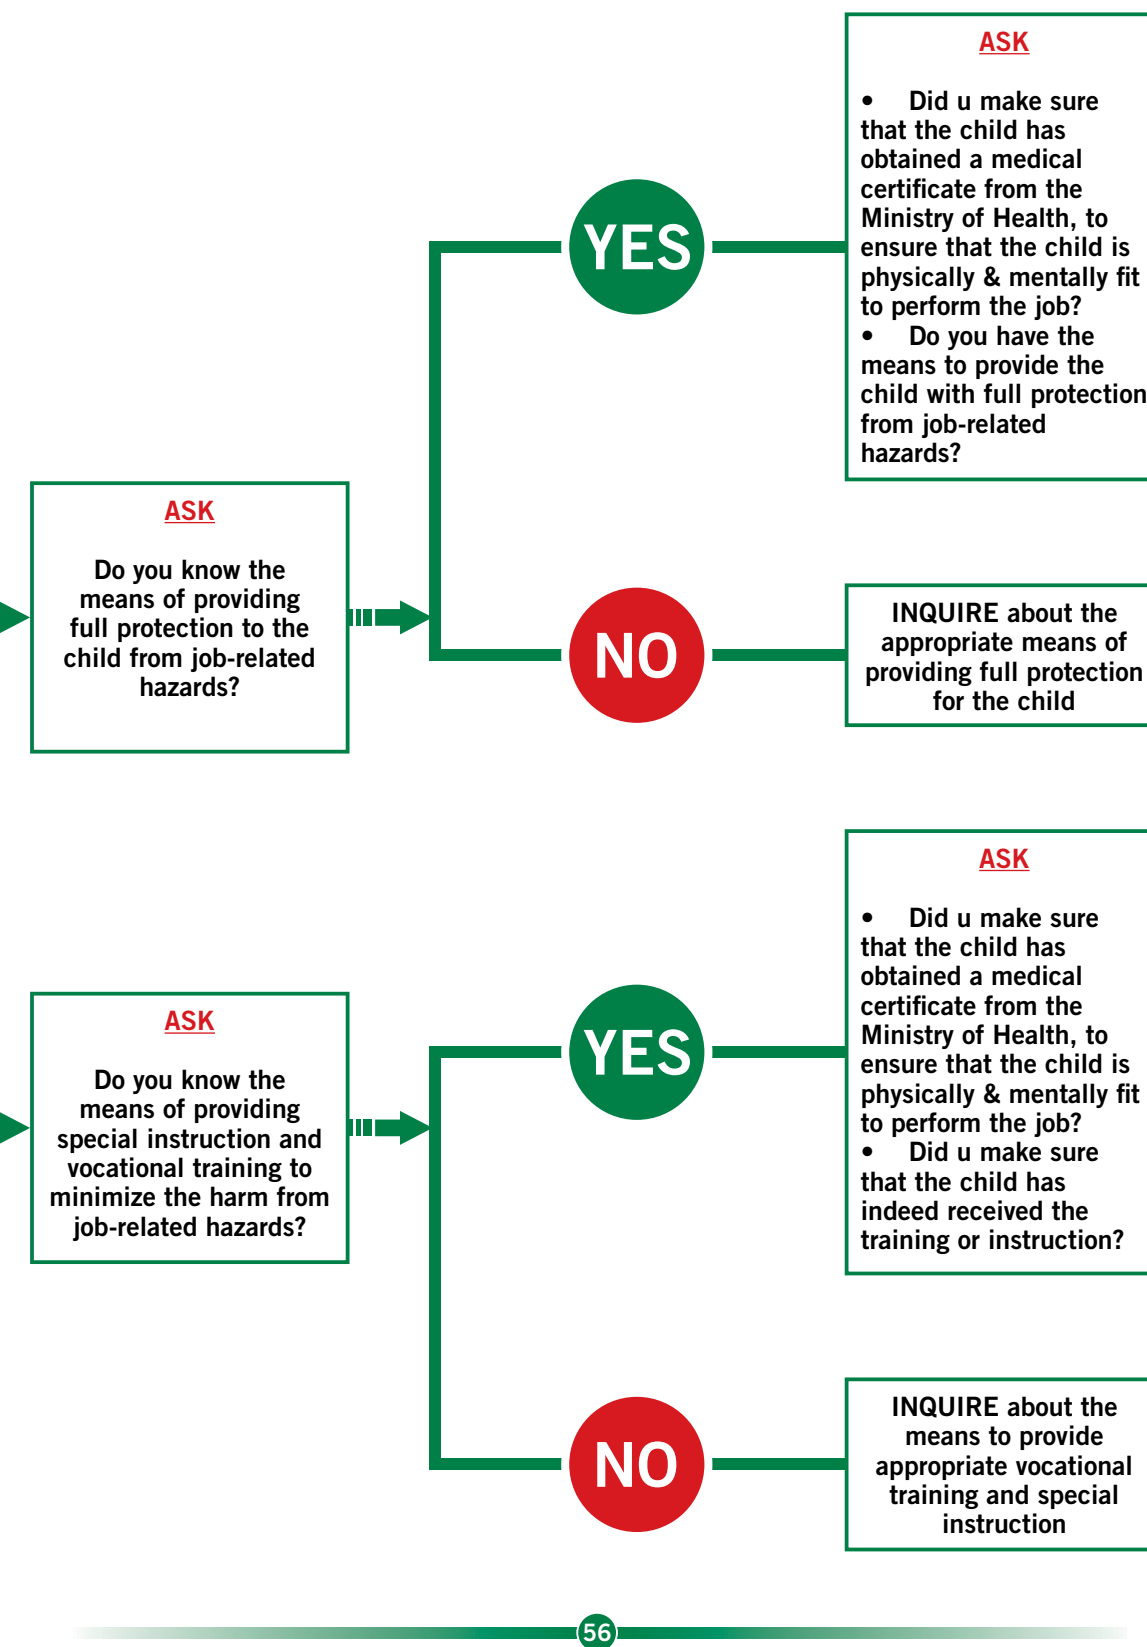 ASK
• Did u make sure
that the child has
obtained a medical
certificate from the
Ministry of Health, to
ensure that the child is
physically & mentally fit
to perform the job?
• Do you have the
means to provide the
child with full protection
from job-related
hazards?
YES
ASK
Do you know the
means of providing
full protection to the
child from job-related
hazards?
NO
INQUIRE about the
appropriate means of
providing full protection
for the child
ASK
• Did u make sure
that the child has
obtained a medical
certificate from the
Ministry of Health, to
ensure that the child is
physically & mentally fit
to perform the job?
• Did u make sure
that the child has
indeed received the
training or instruction?
YES
ASK
Do you know the
means of providing
special instruction and
vocational training to
minimize the harm from
job-related hazards?
NO
INQUIRE about the
means to provide
appropriate vocational
training and special
instruction
56